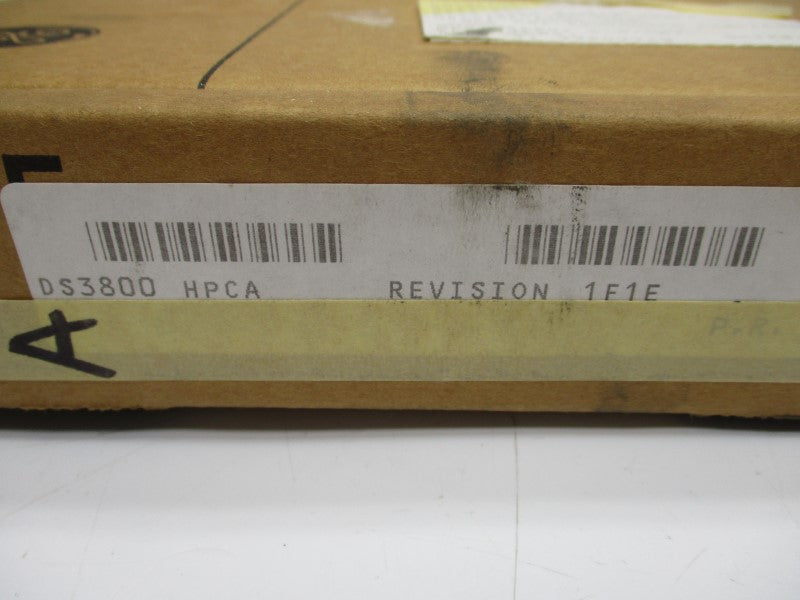 DS3800 HPCA REVISION 1F1E
P.R.
A